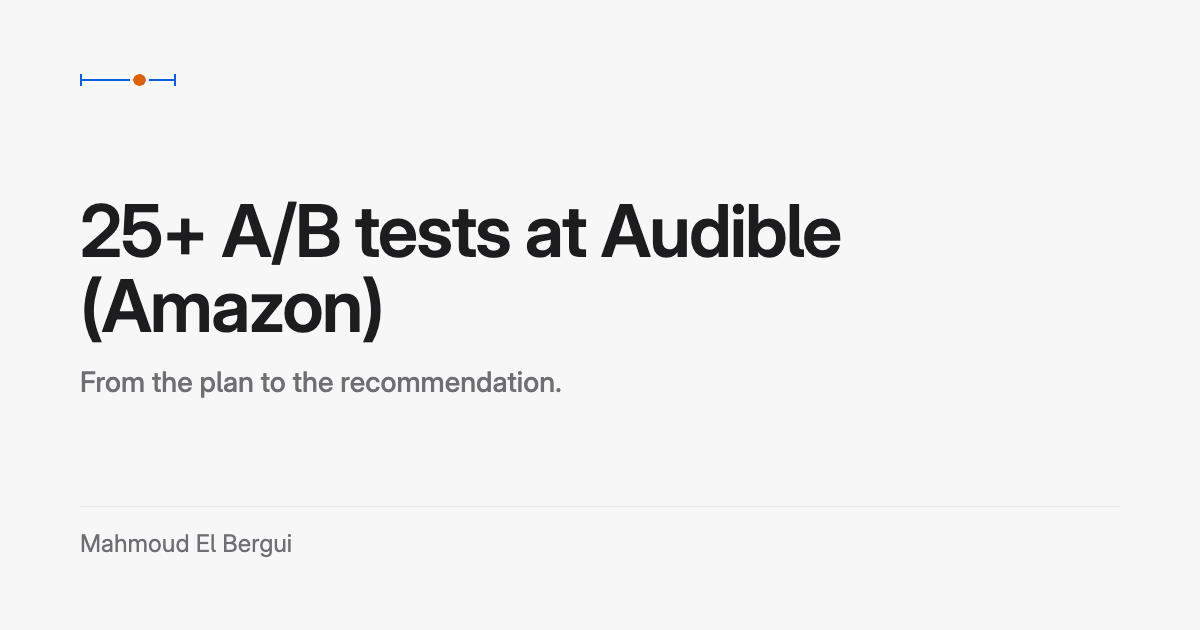 25+ A/B tests at Audible
(Amazon)
From the plan to the recommendation.
Mahmoud El Bergui